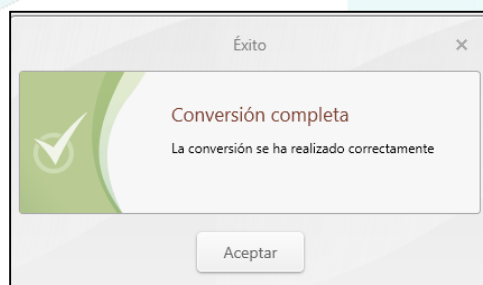 Éxito
Conversión completa
La conversión se ha realizado correctamente
Aceptar